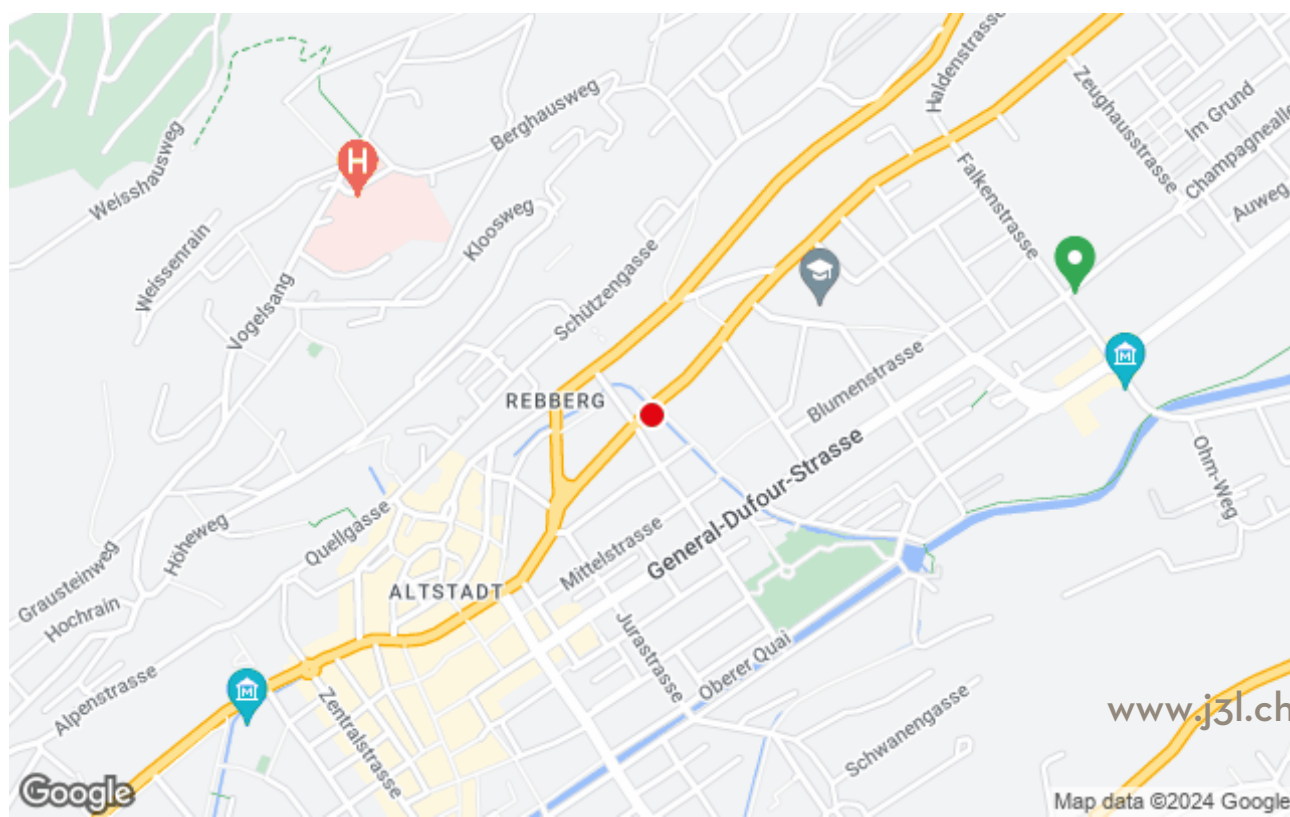 Haldenstrasse
Zeughausstrasse
Im Grund
Champagneallee
Berghausweg
Weisshausweg
H
Falkenstrasse
Auweg
Kloosweg
Weissenrain
Schützengasse
Vogelsang
Blumenstrasse
M
REBBERG
General-Dufour-Strasse
Ohm-Weg
Quellgasse
Höheweg
Mittelstrasse
Grausteinweg
ALTSTADT
Hochrain
Jurastrasse
Oberer Quai
Alpenstrasse
M
Zentralstrasse
Schwanengasse
www.j3l.ch
Google
Map data ©2024 Google